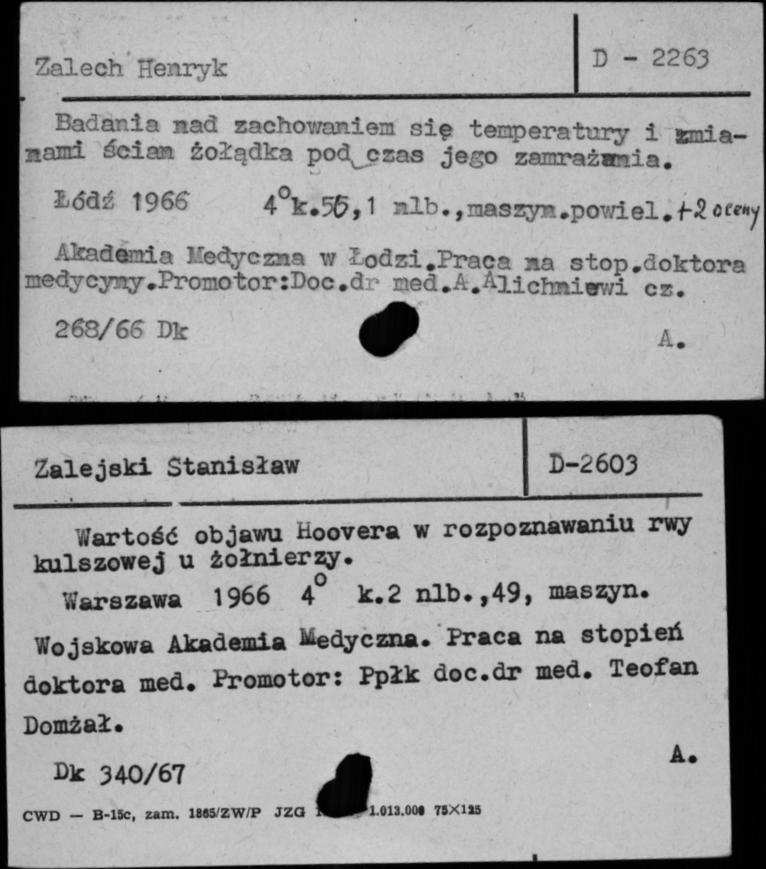 Zalech Henryk
D - 2263
Badania nad zachowaniem się temperatury i zmia-
nami ścian żołądka pod czas jego zamrażania.
Łódź 1966 4°k.56,1 nlb.,maszyn.powiel.+2 oceny
Akademia Medyczna w Łodzi.Praca na stop.doktora
medycyny.Promotor:Doc.dr med.A.Alichniewi cz.
268/66 Dk
A.
Zalejski Stanisław
D-2603
Wartość objawu Hoovera w rozpoznawaniu rwy
kulszowej u żołnierzy.
Warszawa 1966 4° k.2 nlb.,49, maszyn.
Wojskowa Akademia Medyczna. Praca na stopień
doktora med. Promotor: Ppłk doc.dr med. Teofan
Domżał.
A.
Dk 340/67
CWD — B-15c, zam. 1865/ZW/P JZG 1.013.000 75×125